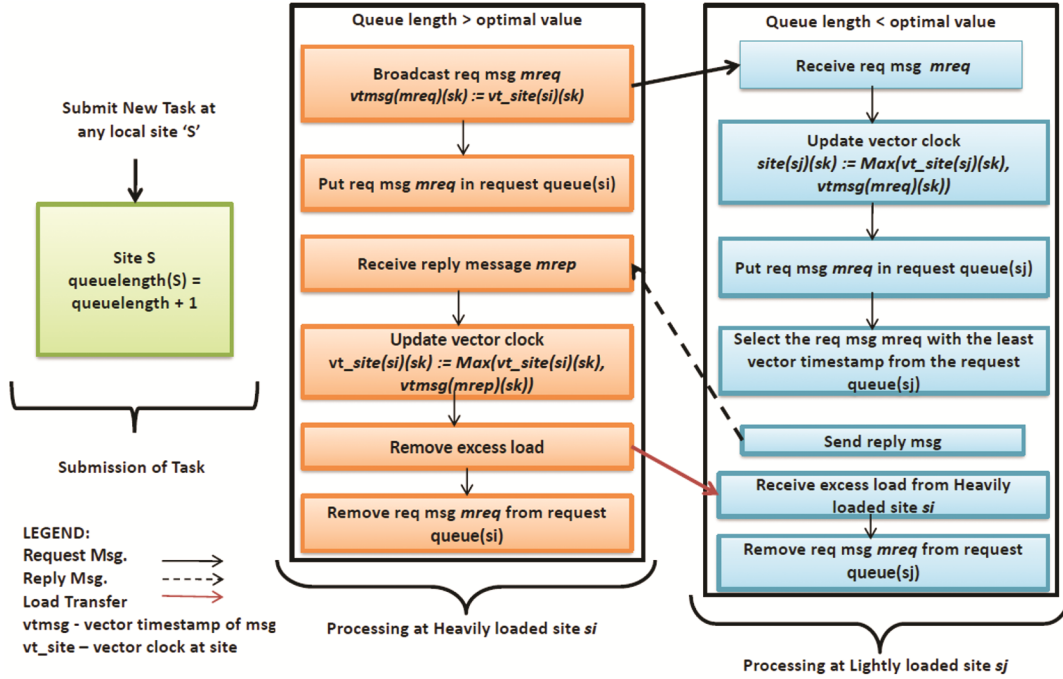 Submit New Task at
any local site ‘S’
Site S
queuelength(S) =
queuelength + 1
Submission of Task
LEGEND:
Request Msg.
Reply Msg.
Load Transfer
vtmsg - vector timestamp of msg
vt_site – vector clock at site
Queue length > optimal value
Broadcast req msg mreq
vtmsg(mreq)(sk) := vt_site(si)(sk)
Put req msg mreq in request queue(si)
Receive reply message mrep
Update vector clock
vt_site(si)(sk) := Max(vt_site(si)(sk),
vtmsg(mrep)(sk))
Remove excess load
Remove req msg mreq from request
queue(si)
Processing at Heavily loaded site si
Queue length < optimal value
Receive req msg mreq
Update vector clock
site(sj)(sk) := Max(vt_site(sj)(sk),
vtmsg(mreq)(sk))
Put req msg mreq in request queue(sj)
Select the req msg mreq with the least
vector timestamp from the request
queue(sj)
Send reply msg
Receive excess load from Heavily
loaded site si
Remove req msg mreq from request
queue(sj)
Processing at Lightly loaded site sj